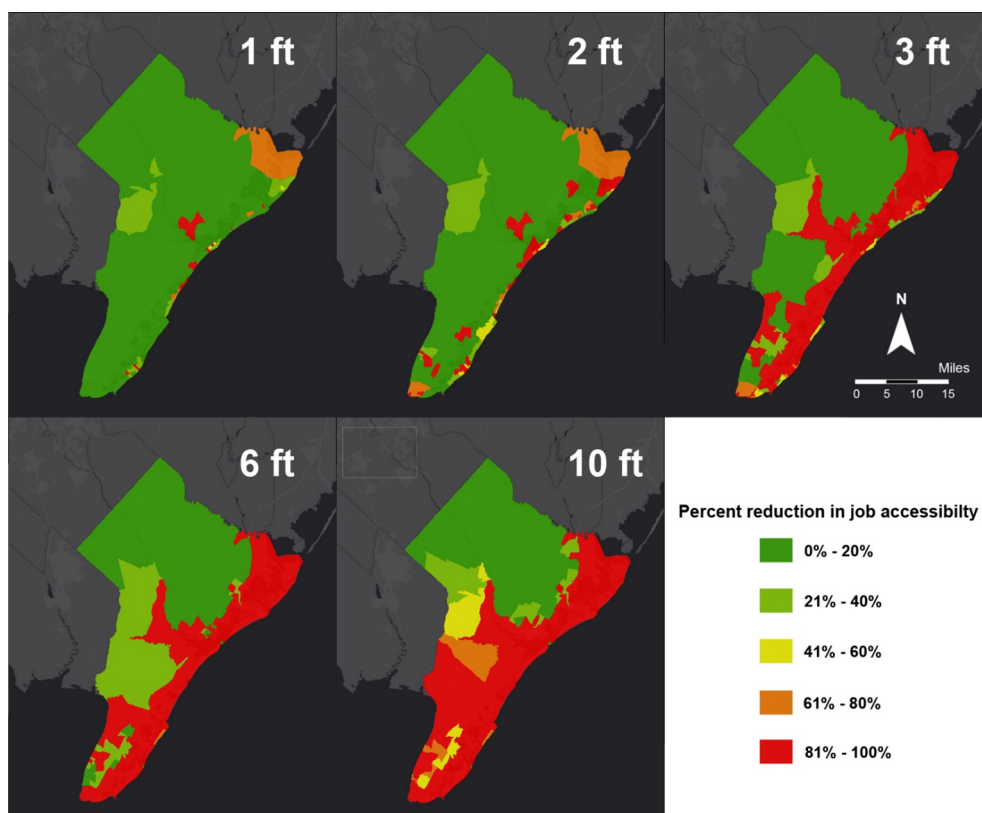 1 ft
2 ft
3 ft
N
Miles
0 5 10 15
6 ft
10 ft
Percent reduction in job accessibilty
0% - 20%
21% - 40%
41% - 60%
61% - 80%
81% - 100%